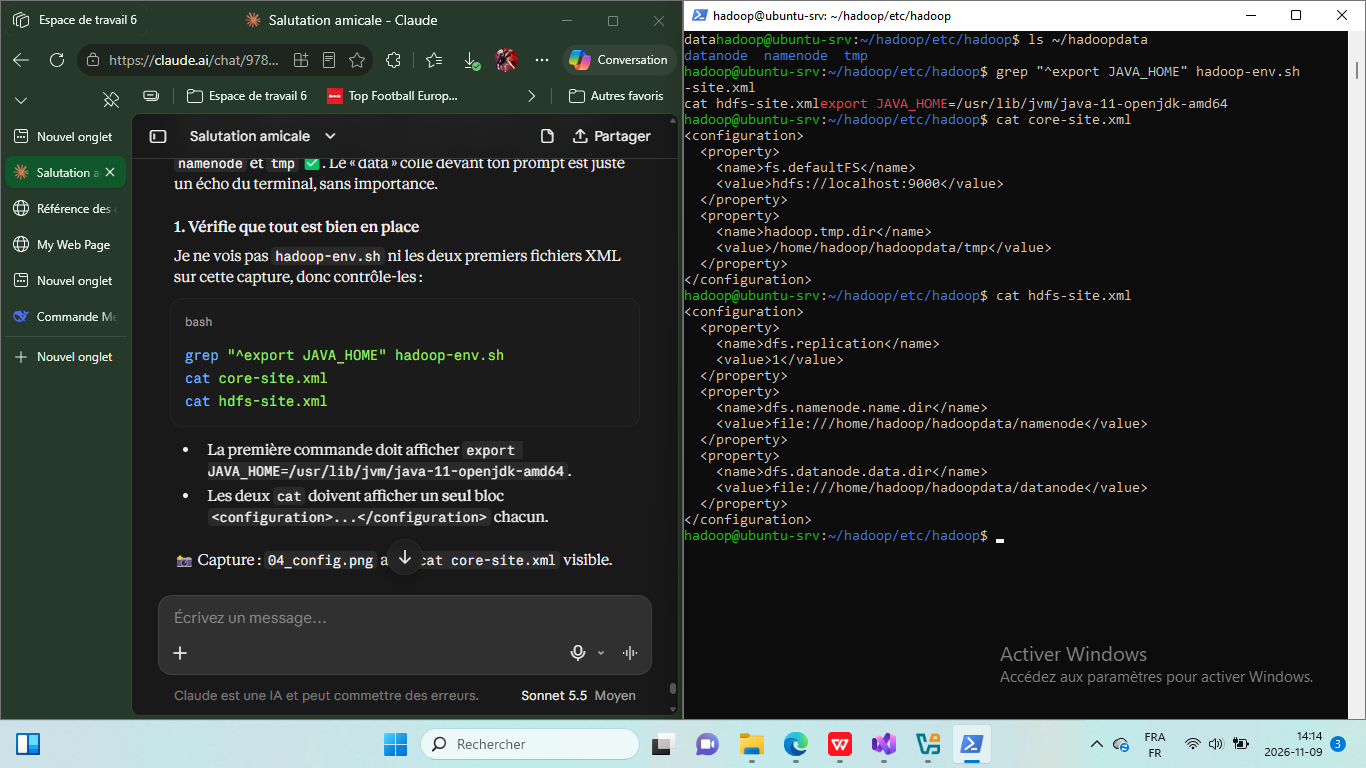 Espace de travail 6
Salutation amicale - Claude
https://claude.ai/chat/978...
Conversation
Espace de travail 6
Top Football Europ...
Autres favoris
Nouvel onglet
Salutation a
Référence des
My Web Page
Nouvel onglet
Commande Me
Nouvel onglet
Salutation amicale
Partager
namenode et tmp ✅. Le « data » collé devant ton prompt est juste
un écho du terminal, sans importance.
1. Vérifie que tout est bien en place
Je ne vois pas hadoop-env.sh ni les deux premiers fichiers XML
sur cette capture, donc contrôle-les :
bash
grep "^export JAVA_HOME" hadoop-env.sh
cat core-site.xml
cat hdfs-site.xml
• La première commande doit afficher export
JAVA_HOME=/usr/lib/jvm/java-11-openjdk-amd64.
• Les deux cat doivent afficher un seul bloc
<configuration>...</configuration> chacun.
📸 Capture : 04_config.png a cat core-site.xml visible.
Écrivez un message…
Claude est une IA et peut commettre des erreurs.
Sonnet 5.5 Moyen
hadoop@ubuntu-srv: ~/hadoop/etc/hadoop
datahadoop@ubuntu-srv:~/hadoop/etc/hadoop$ ls ~/hadoopdata
datanode namenode tmp
hadoop@ubuntu-srv:~/hadoop/etc/hadoop$ grep "^export JAVA_HOME" hadoop-env.sh
-site.xml
cat hdfs-site.xmlexport JAVA_HOME=/usr/lib/jvm/java-11-openjdk-amd64
hadoop@ubuntu-srv:~/hadoop/etc/hadoop$ cat core-site.xml
<configuration>
<property>
<name>fs.defaultFS</name>
<value>hdfs://localhost:9000</value>
</property>
<property>
<name>hadoop.tmp.dir</name>
<value>/home/hadoop/hadoopdata/tmp</value>
</property>
</configuration>
hadoop@ubuntu-srv:~/hadoop/etc/hadoop$ cat hdfs-site.xml
<configuration>
<property>
<name>dfs.replication</name>
<value>1</value>
</property>
<property>
<name>dfs.namenode.name.dir</name>
<value>file:///home/hadoop/hadoopdata/namenode</value>
</property>
<property>
<name>dfs.datanode.data.dir</name>
<value>file:///home/hadoop/hadoopdata/datanode</value>
</property>
</configuration>
hadoop@ubuntu-srv:~/hadoop/etc/hadoop$
Activer Windows
Accédez aux paramètres pour activer Windows.
Rechercher
FRA
FR
14:14
2026-11-09
3